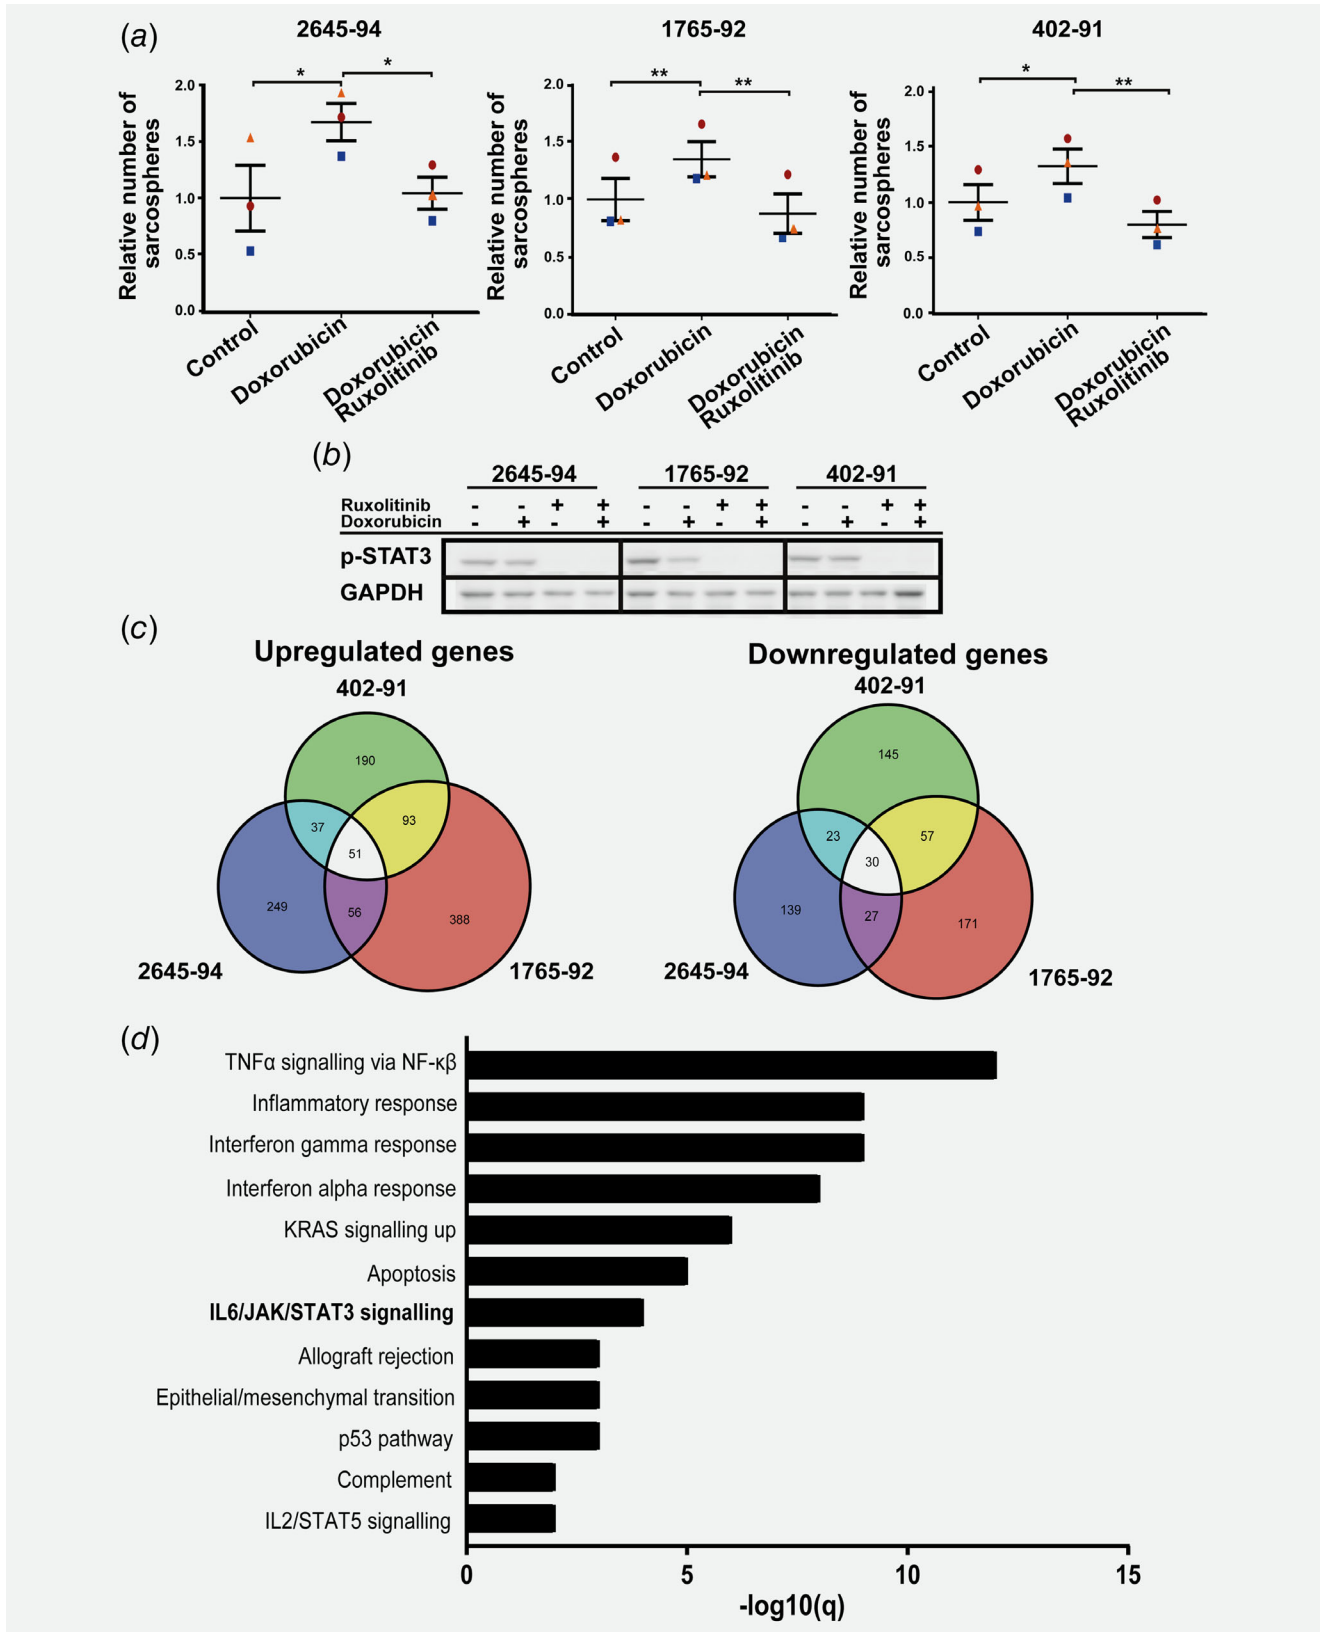 (a)
2645-94
1765-92
402-91
Relative number of
sarcospheres
2.0
1.5
1.0
0.5
0.0
*
*
Control
Doxorubicin
Doxorubicin
Ruxolitinib
Relative number of
sarcospheres
2.0
1.5
1.0
0.5
0.0
**
**
Control
Doxorubicin
Doxorubicin
Ruxolitinib
Relative number of
sarcospheres
2.0
1.5
1.0
0.5
0.0
*
**
Control
Doxorubicin
Doxorubicin
Ruxolitinib
(b)
2645-94 1765-92 402-91
Ruxolitinib - - + + - - + + - - + +
Doxorubicin - + - + - + - + - + - +
p-STAT3
GAPDH
(c)
Upregulated genes
402-91
190
37
93
51
249
56
388
2645-94
1765-92
Downregulated genes
402-91
145
23
57
30
139
27
171
2645-94
1765-92
(d)
TNFα signalling via NF-κβ
Inflammatory response
Interferon gamma response
Interferon alpha response
KRAS signalling up
Apoptosis
IL6/JAK/STAT3 signalling
Allograft rejection
Epithelial/mesenchymal transition
p53 pathway
Complement
IL2/STAT5 signalling
0 5 10 15
-log10(q)